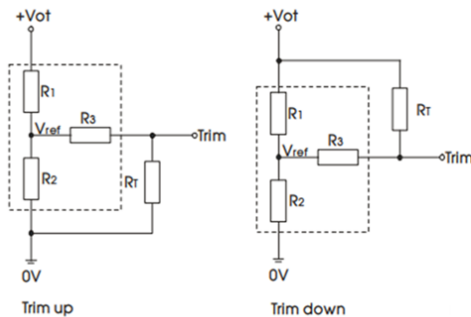 +Vot
R1
Vref
R3
Trim
R2
RT
0V
Trim up
+Vot
R1
RT
Vref
R3
Trim
R2
0V
Trim down